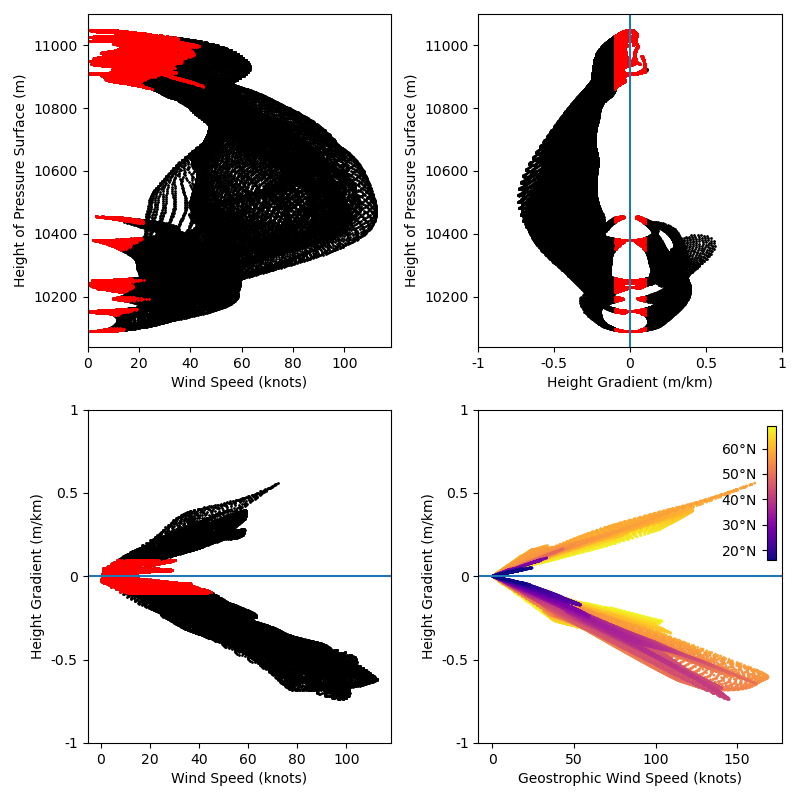 11000
10800
10600
10400
10200
Height of Pressure Surface (m)
0 20 40 60 80 100
Wind Speed (knots)
11000
10800
10600
10400
10200
Height of Pressure Surface (m)
-1 -0.5 0 0.5 1
Height Gradient (m/km)
1
0.5
0
-0.5
-1
Height Gradient (m/km)
0 20 40 60 80 100
Wind Speed (knots)
1
0.5
0
-0.5
-1
Height Gradient (m/km)
60°N
50°N
40°N
30°N
20°N
0 50 100 150
Geostrophic Wind Speed (knots)